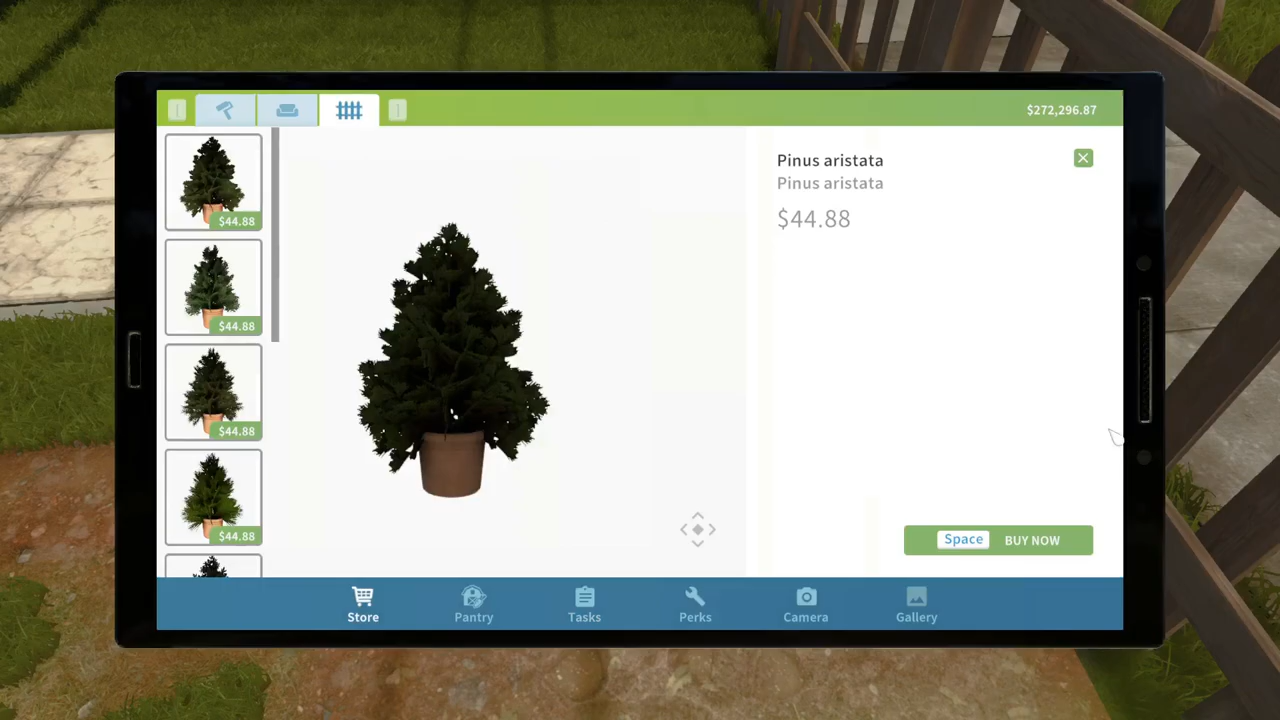 $272,296.87
$44.88
$44.88
$44.88
$44.88
Pinus aristata
Pinus aristata
$44.88
Space BUY NOW
Store
Pantry
Tasks
Perks
Camera
Gallery